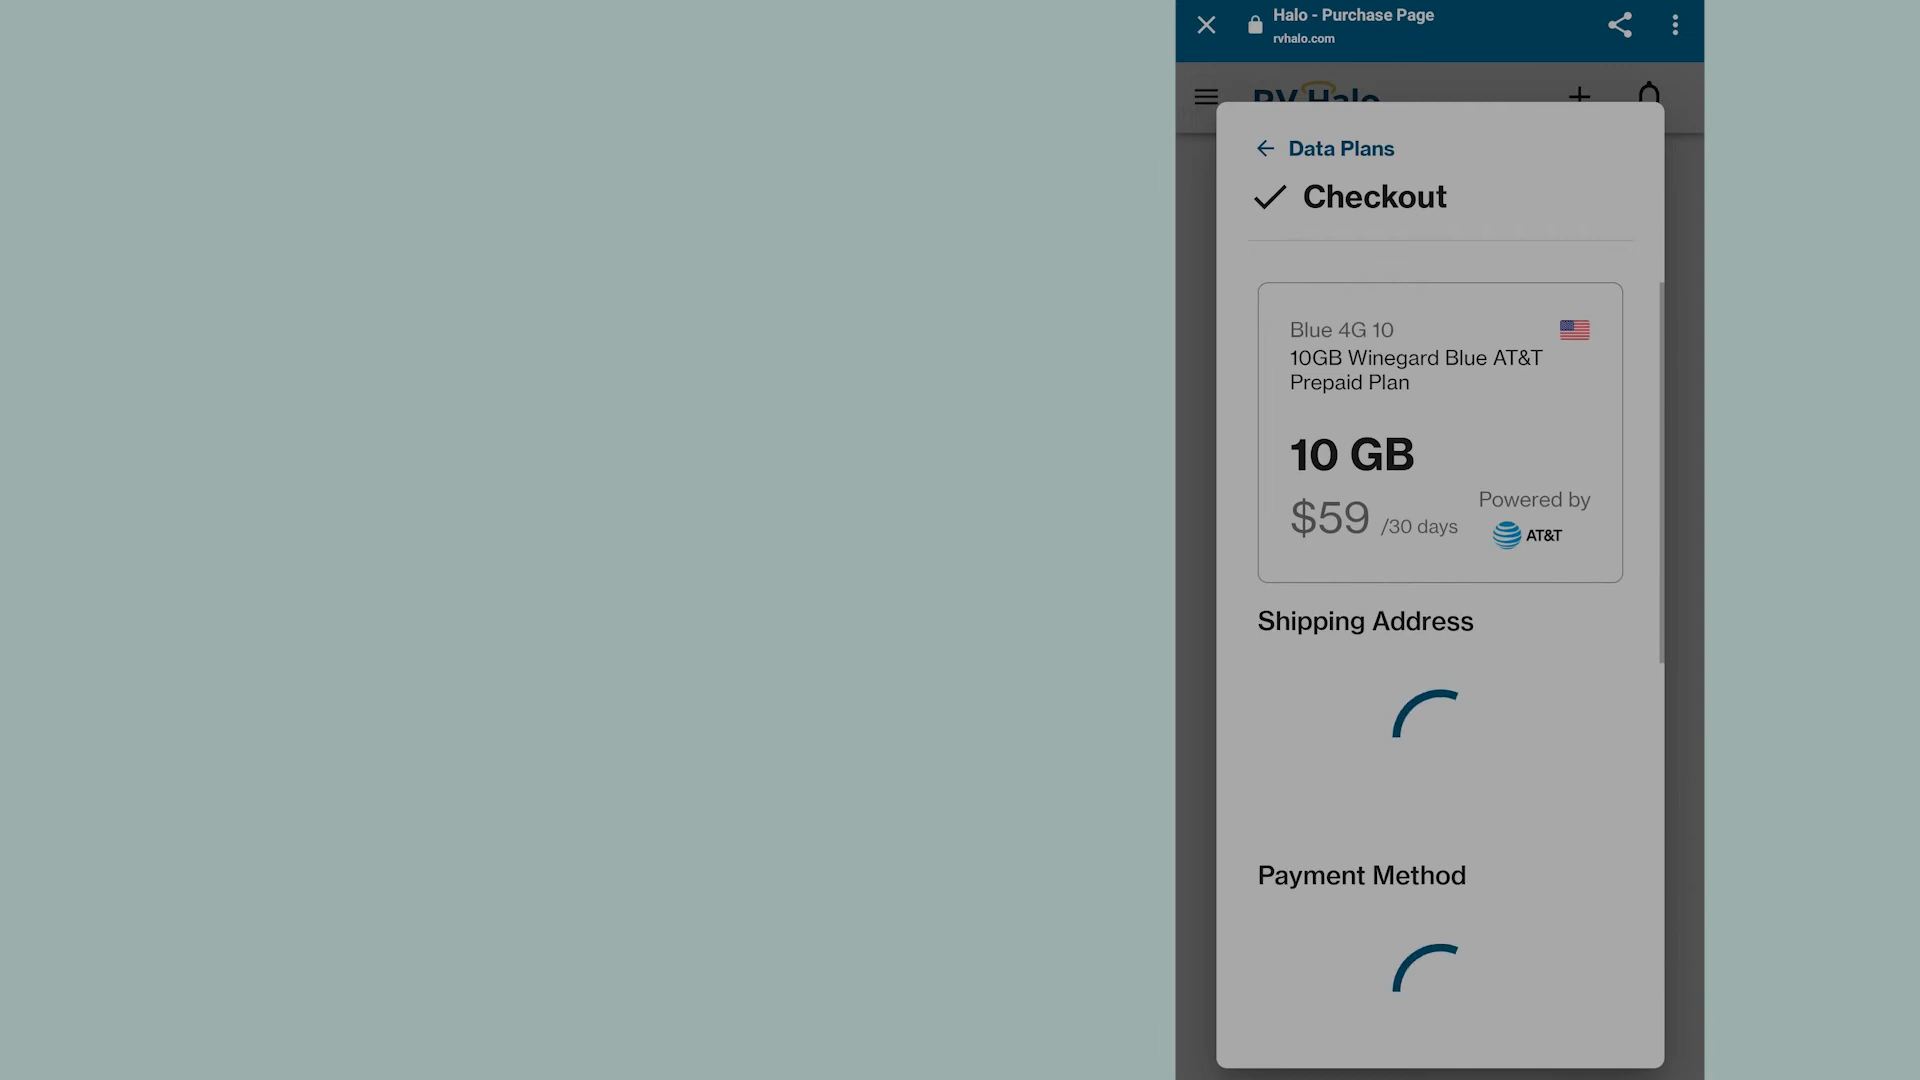 Halo - Purchase Page
rvhalo.com
RV Halo
Data Plans
Checkout
Blue 4G 10
10GB Winegard Blue AT&T
Prepaid Plan
10 GB
$59 /30 days
Powered by
AT&T
Shipping Address
Payment Method